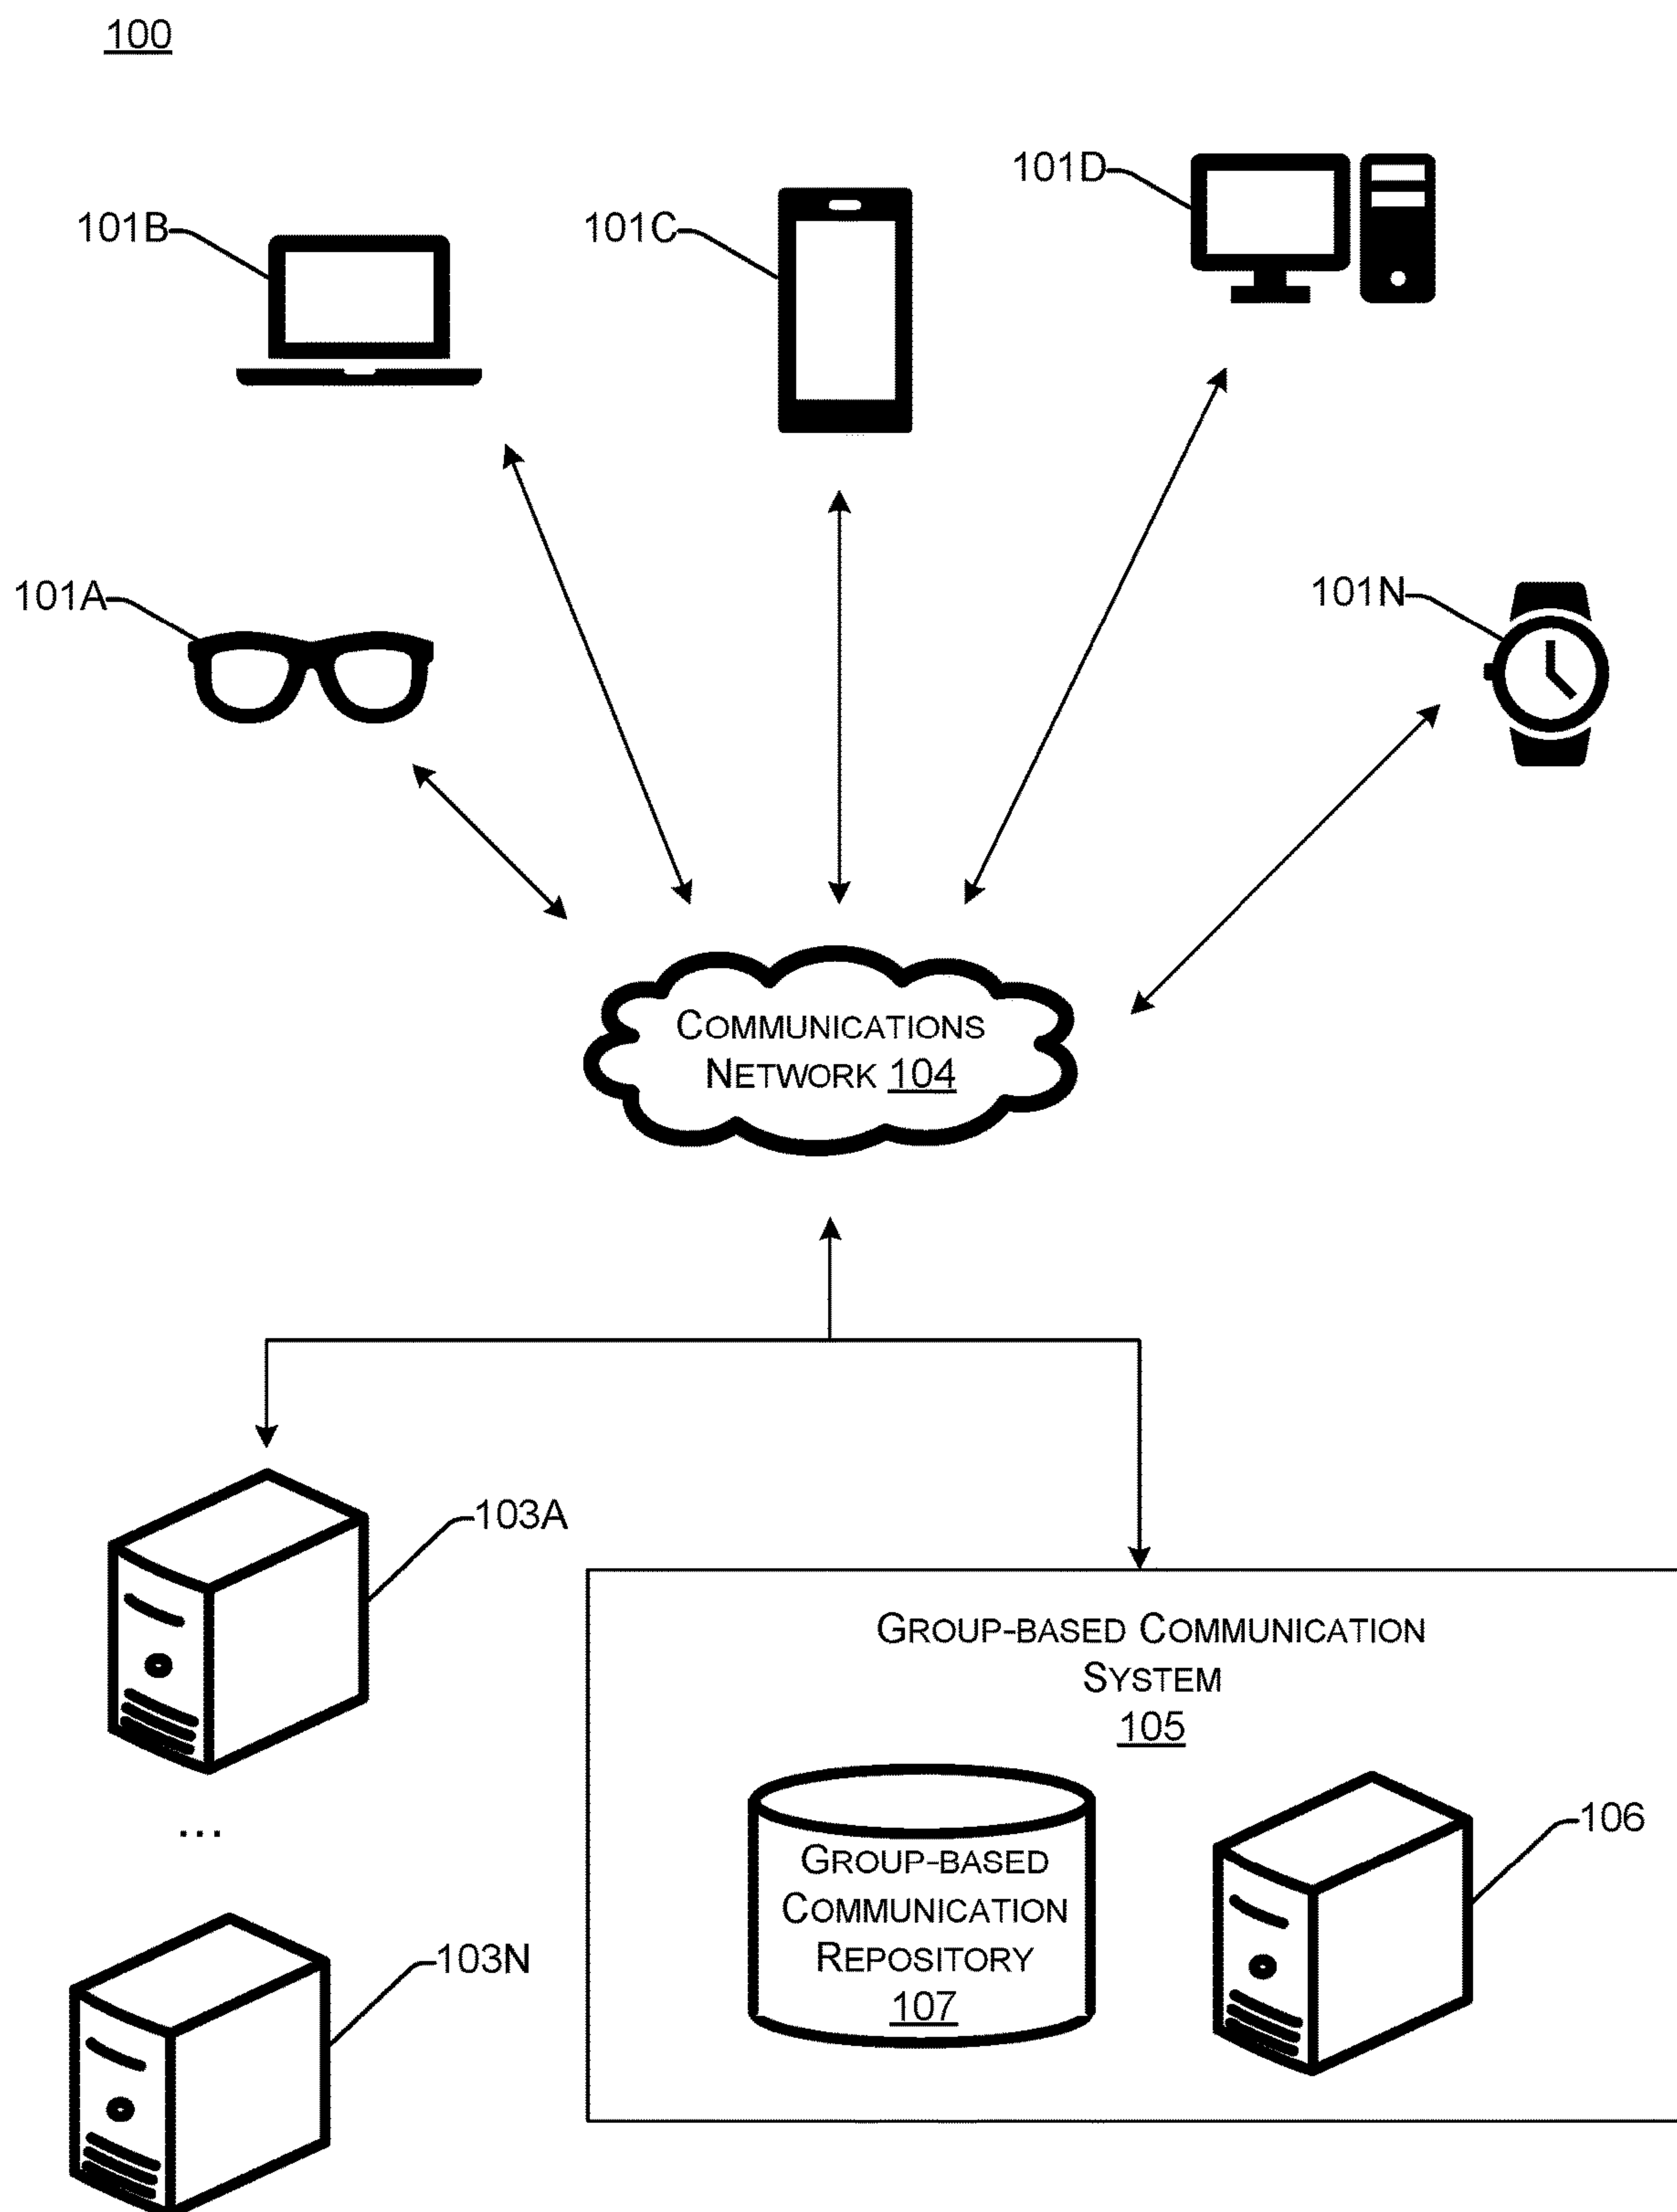 100
101D
101B
101C
101A
101N
COMMUNICATIONS
NETWORK 104
103A
GROUP-BASED COMMUNICATION
SYSTEM
105
...
106
GROUP-BASED
COMMUNICATION
REPOSITORY
107
103N